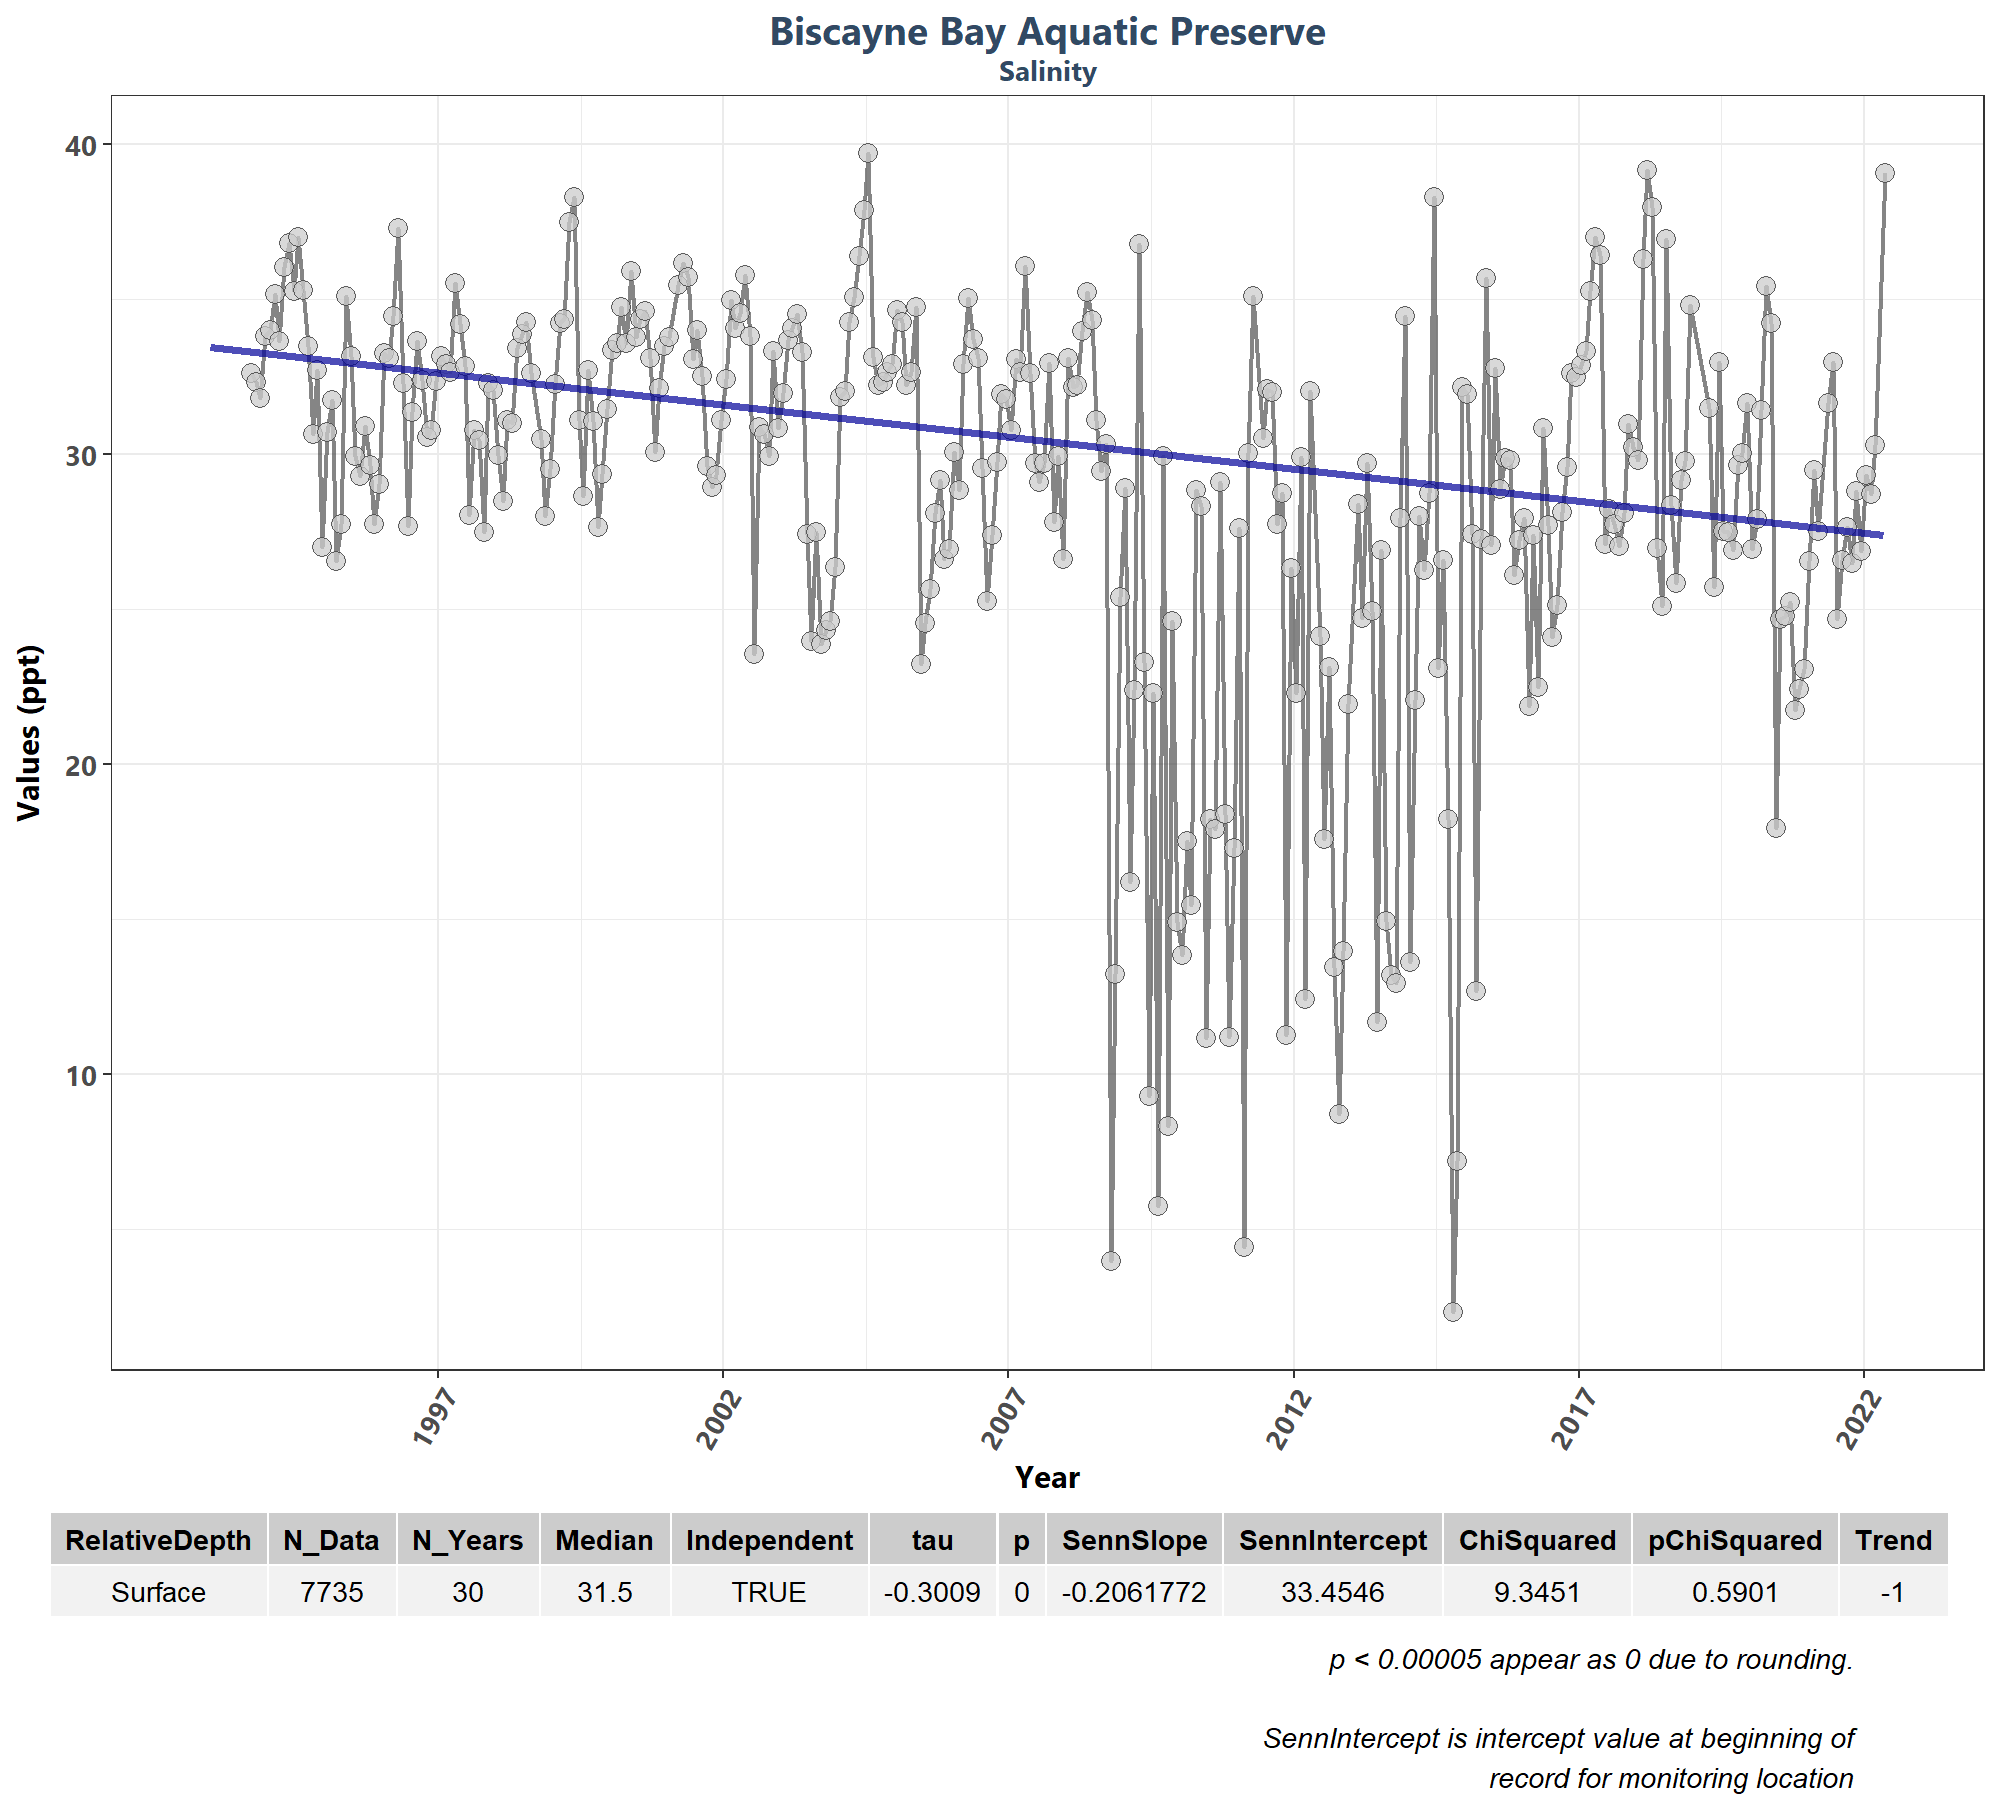 Biscayne Bay Aquatic Preserve
Salinity
Values (ppt)
40
30
20
10
1997
2002
2007
2012
2017
2022
Year
RelativeDepth N_Data N_Years Median Independent tau p SennSlope SennIntercept ChiSquared pChiSquared Trend
Surface 7735 30 31.5 TRUE -0.3009 0 -0.2061772 33.4546 9.3451 0.5901 -1
p < 0.00005 appear as 0 due to rounding.
SennIntercept is intercept value at beginning of
record for monitoring location